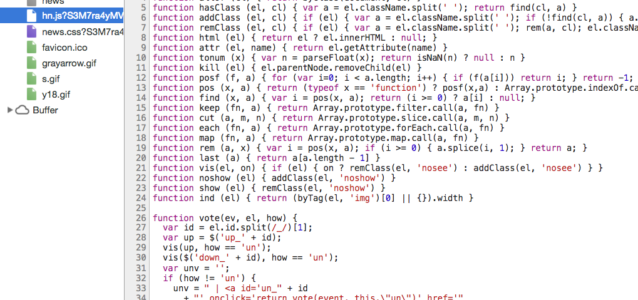 news
hn.js?S3M7ra4yMV
news.css?S3M7ra
favicon.ico
grayarrow.gif
s.gif
y18.gif
Buffer
5 function hasClass (el, cl) { var a = el.className.split(' '); return find(cl, a) }
6 function addClass (el, cl) { if (el) { var a = el.className.split(' '); if (!find(cl, a)) { a.
7 function remClass (el, cl) { if (el) { var a = el.className.split(' '); rem(a, cl); el.class
8 function html (el) { return el ? el.innerHTML : null; }
9 function attr (el, name) { return el.getAttribute(name) }
10 function tonum (x) { var n = parseFloat(x); return isNaN(n) ? null : n }
11 function kill (el) { el.parentNode.removeChild(el) }
12 function posf (f, a) { for (var i=0; i < a.length; i++) { if (f(a[i])) return i; } return -1;
13 function pos (x, a) { return (typeof x == 'function') ? posf(x,a) : Array.prototype.indexOf.ca
14 function find (x, a) { var i = pos(x, a); return (i >= 0) ? a[i] : null; }
15 function keep (fn, a) { return Array.prototype.filter.call(a, fn) }
16 function cut (a, m, n) { return Array.prototype.slice.call(a, m, n) }
17 function each (fn, a) { return Array.prototype.forEach.call(a, fn) }
18 function map (fn, a) { return Array.prototype.map.call(a, fn) }
19 function rem (a, x) { var i = pos(x, a); if (i >= 0) { a.splice(i, 1); } return a; }
20 function last (a) { return a[a.length - 1] }
21 function vis(el, on) { if (el) { on ? remClass(el, 'nosee') : addClass(el, 'nosee') } }
22 function noshow (el) { addClass(el, 'noshow') }
23 function show (el) { remClass(el, 'noshow') }
24 function ind (el) { return (byTag(el, 'img')[0] || {}).width }
25
26 function vote(ev, el, how) {
27 var id = el.id.split(/_/)[1];
28 var up = $('up_' + id);
29 vis(up, how == 'un');
30 vis($('down_' + id), how == 'un');
31 var unv = '';
32 if (how != 'un') {
33 unv = " | <a id='un_" + id
34 + "' onclick='return vote(event, this,\"un\")' href='"